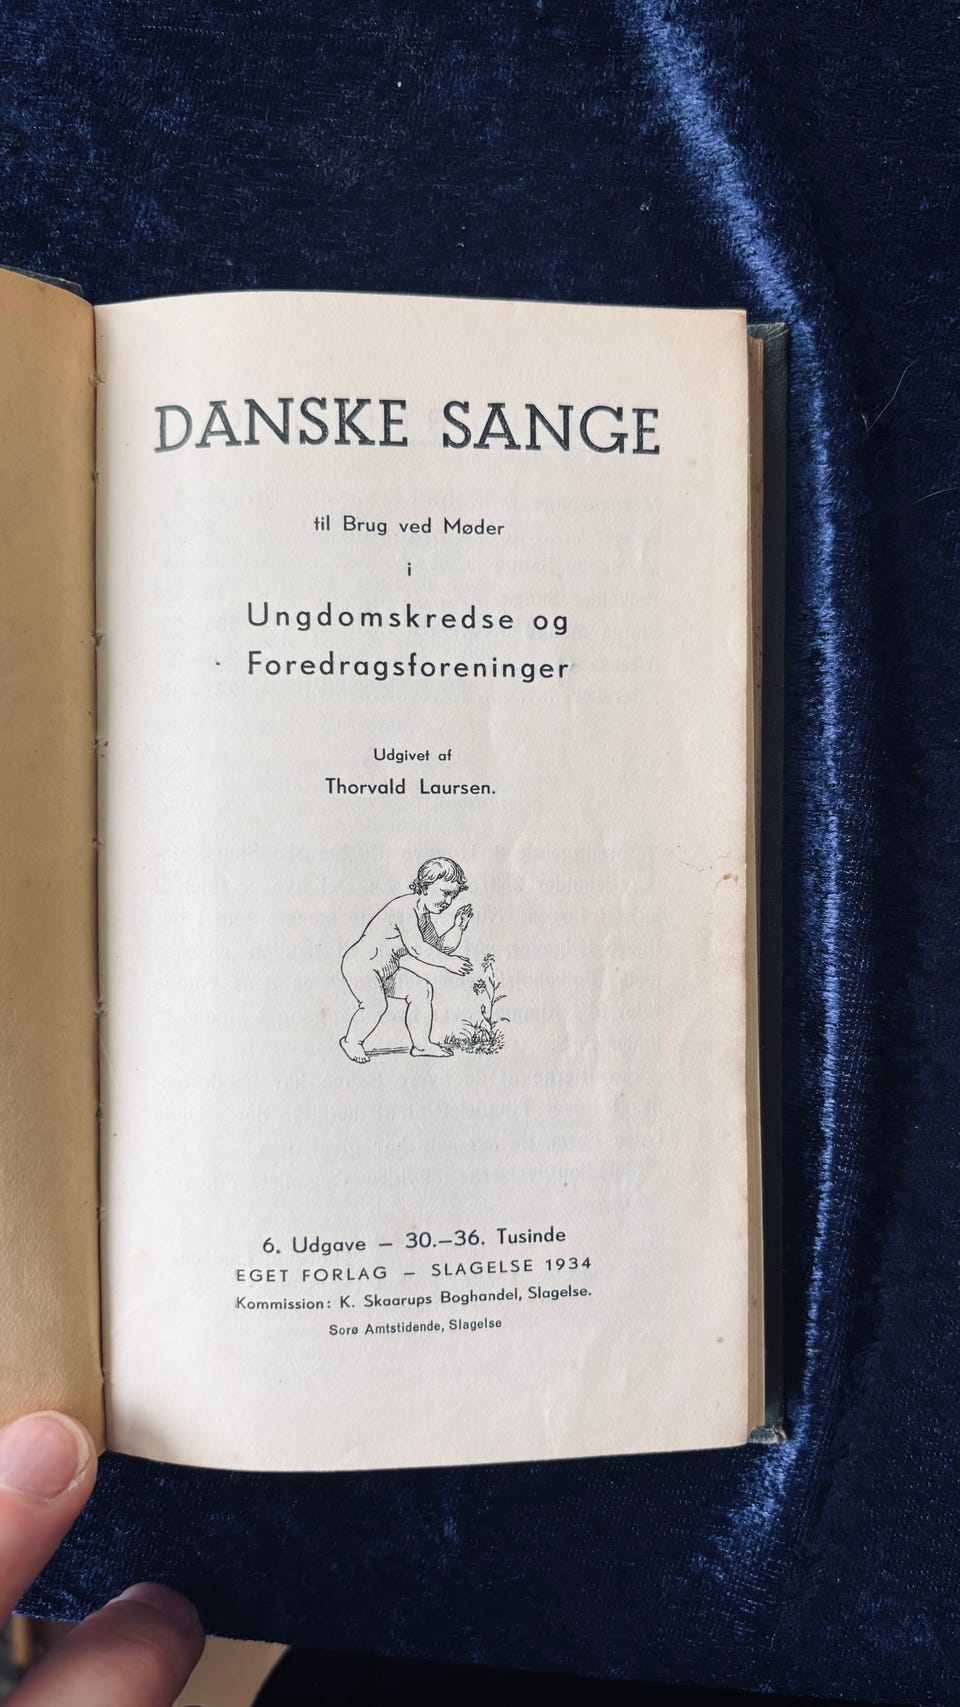 DANSKE SANGE
til Brug ved Møder
i
Ungdomskredse og
Foredragsforeninger
Udgivet af
Thorvald Laursen.
6. Udgave – 30.–36. Tusinde
EGET FORLAG – SLAGELSE 1934
Kommission: K. Skaarups Boghandel, Slagelse.
Sorø Amtstidende, Slagelse